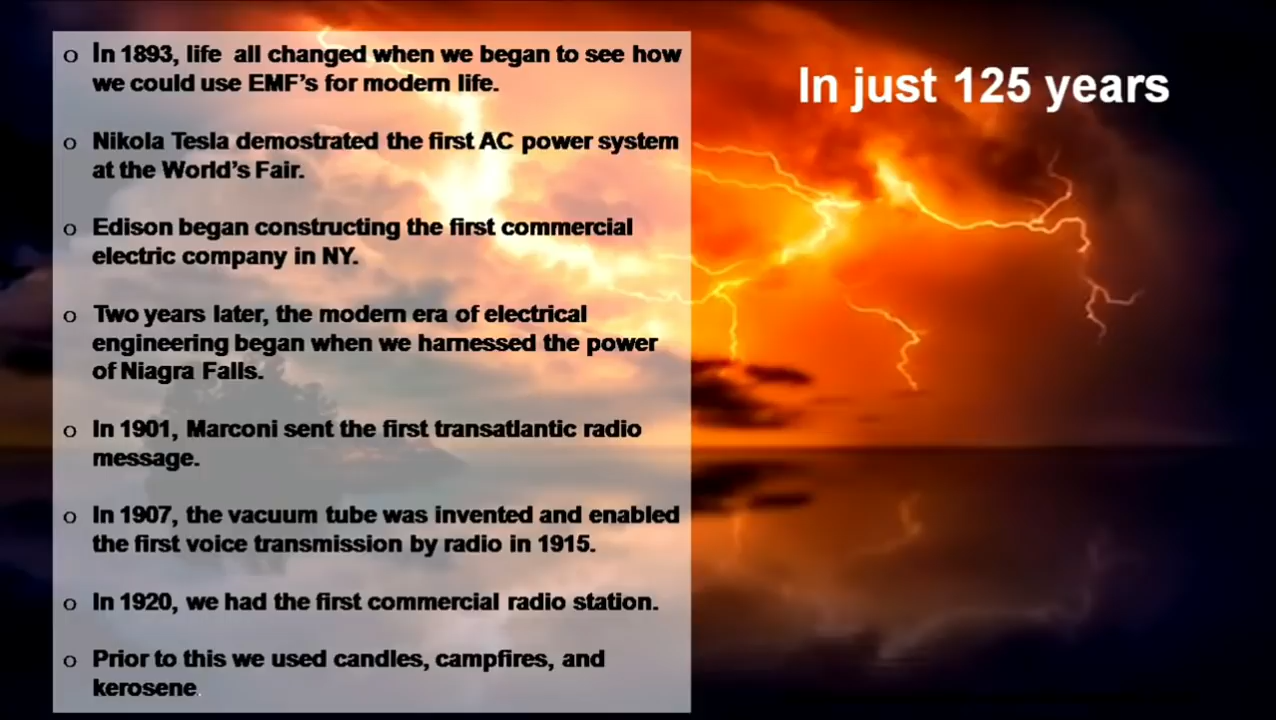 o In 1893, life all changed when we began to see how
we could use EMF's for modern life.
o Nikola Tesla demostrated the first AC power system
at the World's Fair.
o Edison began constructing the first commercial
electric company in NY.
o Two years later, the modern era of electrical
engineering began when we harnessed the power
of Niagra Falls.
o In 1901, Marconi sent the first transatlantic radio
message.
o In 1907, the vacuum tube was invented and enabled
the first voice transmission by radio in 1915.
o In 1920, we had the first commercial radio station.
o Prior to this we used candles, campfires, and
kerosene.
In just 125 years